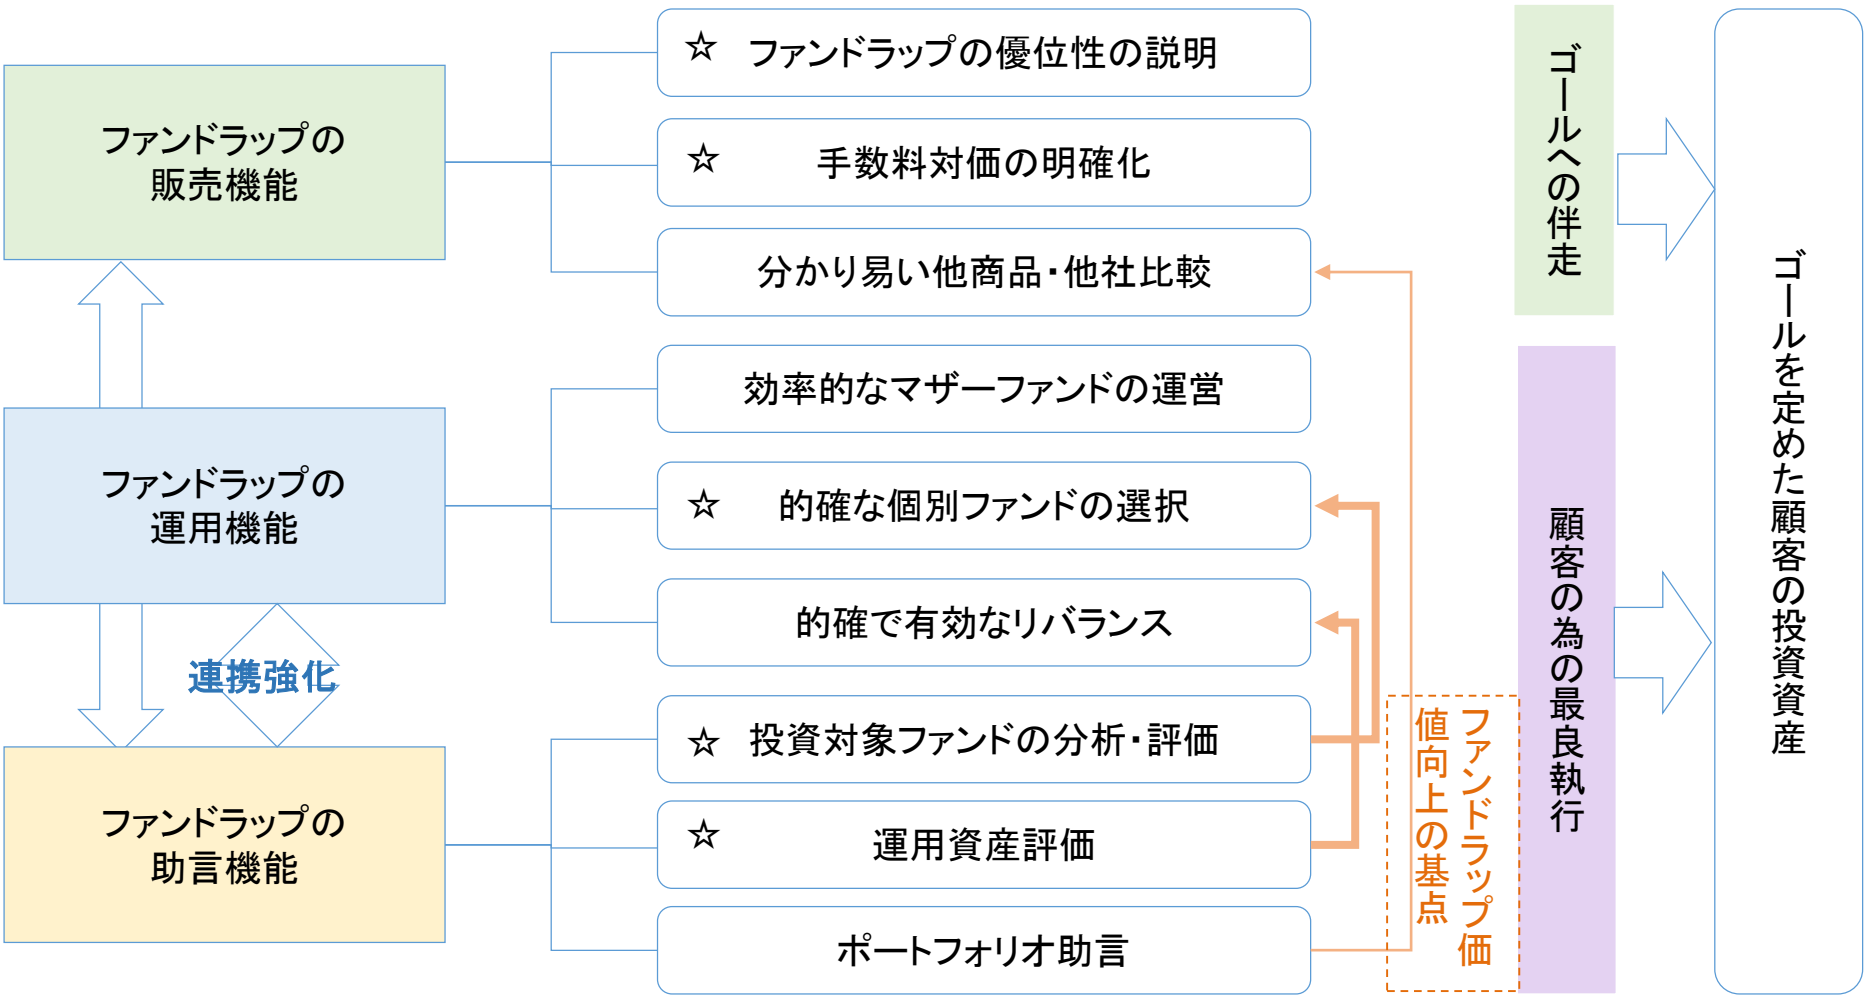 ファンドラップの
販売機能
☆ ファンドラップの優位性の説明
☆ 手数料対価の明確化
分かり易い他商品・他社比較
ファンドラップの
運用機能
効率的なマザーファンドの運営
☆ 的確な個別ファンドの選択
的確で有効なリバランス
連携強化
ファンドラップの
助言機能
☆ 投資対象ファンドの分析・評価
☆ 運用資産評価
ポートフォリオ助言
ファンドラップ価
値向上の基点
ゴールへの伴走
顧客の為の最良執行
ゴールを定めた顧客の投資資産